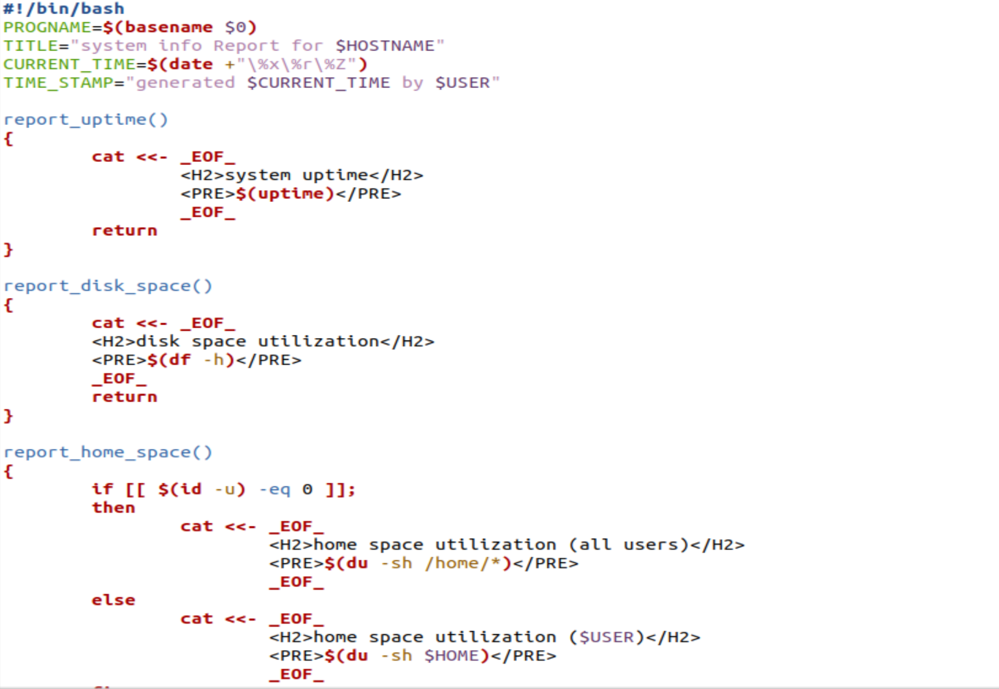 #!/bin/bash
PROGNAME=$(basename $0)
TITLE="system info Report for $HOSTNAME"
CURRENT_TIME=$(date +"\%x\%r\%Z")
TIME_STAMP="generated $CURRENT_TIME by $USER"
report_uptime()
{
cat <<- _EOF_
<H2>system uptime</H2>
<PRE>$(uptime)</PRE>
_EOF_
return
}
report_disk_space()
{
cat <<- _EOF_
<H2>disk space utilization</H2>
<PRE>$(df -h)</PRE>
_EOF_
return
}
report_home_space()
{
if [[ $(id -u) -eq 0 ]];
then
cat <<- _EOF_
<H2>home space utilization (all users)</H2>
<PRE>$(du -sh /home/*)</PRE>
_EOF_
else
cat <<- _EOF_
<H2>home space utilization ($USER)</H2>
<PRE>$(du -sh $HOME)</PRE>
_EOF_